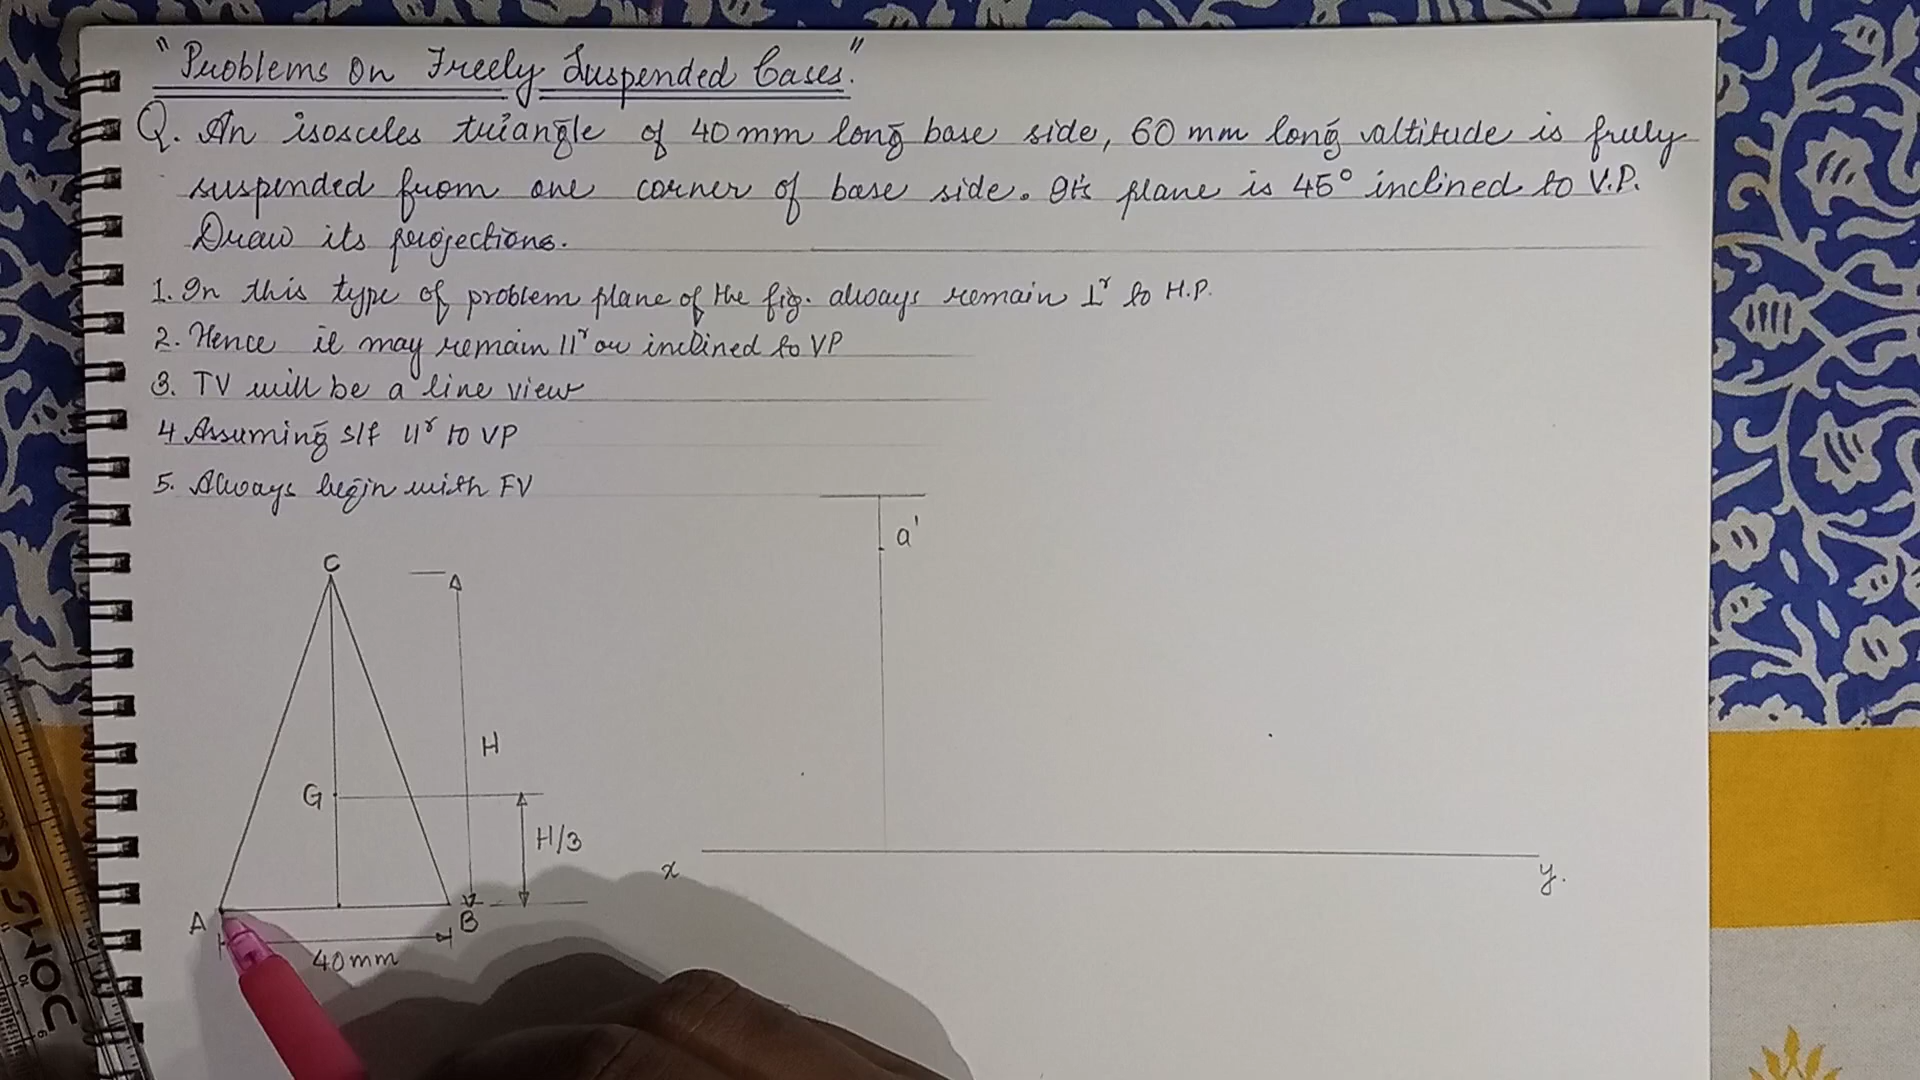 "Problems On Freely Suspended Cases."
Q. An isosceles triangle of 40 mm long base side, 60 mm long altitude is freely
suspended from one corner of base side. It's plane is 45° inclined to V.P.
Draw its projections.
1. In this type of problem plane of the fig. always remain ⊥r to H.P.
2. Hence it may remain 11r or inclined to VP
3. TV will be a line view
4 Assuming s/f 11r to VP
5. Always begin with FV
a'
C
H
G
H/3
x
y.
A
B
40mm